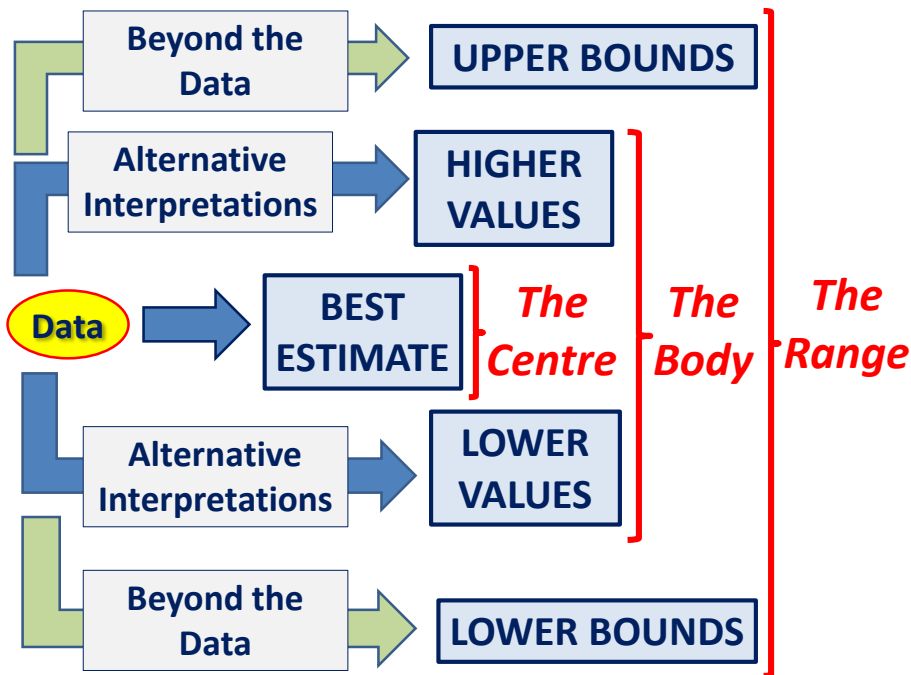 Beyond the
Data
UPPER BOUNDS
Alternative
Interpretations
HIGHER
VALUES
Data
BEST
ESTIMATE
The
Centre
The
Body
The
Range
Alternative
Interpretations
LOWER
VALUES
Beyond the
Data
LOWER BOUNDS